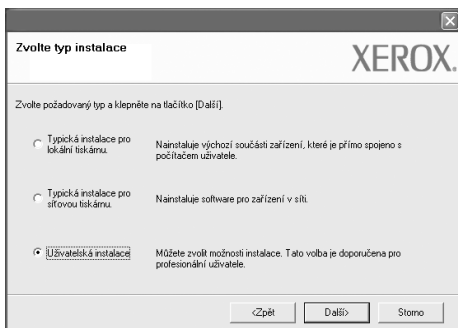 Zvolte typ instalace
XEROX.
Zvolte požadovaný typ a klepněte na tlačítko [Další].
Typická instalace pro
lokální tiskárnu.
Nainstaluje výchozí součásti zařízení, které je přímo spojeno s
počítačem uživatele.
Typická instalace pro
síťovou tiskárnu.
Nainstaluje software pro zařízení v síti.
Uživatelská instalace
Můžete zvolit možnosti instalace. Tato volba je doporučena pro
profesionální uživatele.
<Zpět
Další>
Storno